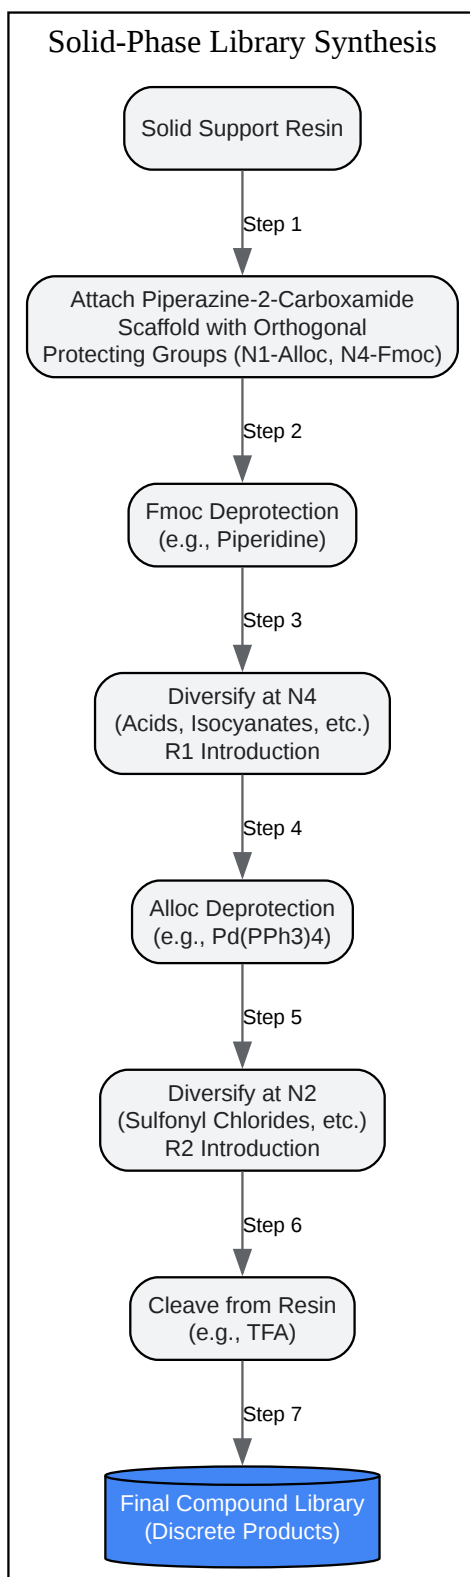 Solid-Phase Library Synthesis
Solid Support Resin
Step 1
Attach Piperazine-2-Carboxamide
Scaffold with Orthogonal
Protecting Groups (N1-Alloc, N4-Fmoc)
Step 2
Fmoc Deprotection
(e.g., Piperidine)
Step 3
Diversify at N4
(Acids, Isocyanates, etc.)
R1 Introduction
Step 4
Alloc Deprotection
(e.g., Pd(PPh3)4)
Step 5
Diversify at N2
(Sulfonyl Chlorides, etc.)
R2 Introduction
Step 6
Cleave from Resin
(e.g., TFA)
Step 7
Final Compound Library
(Discrete Products)